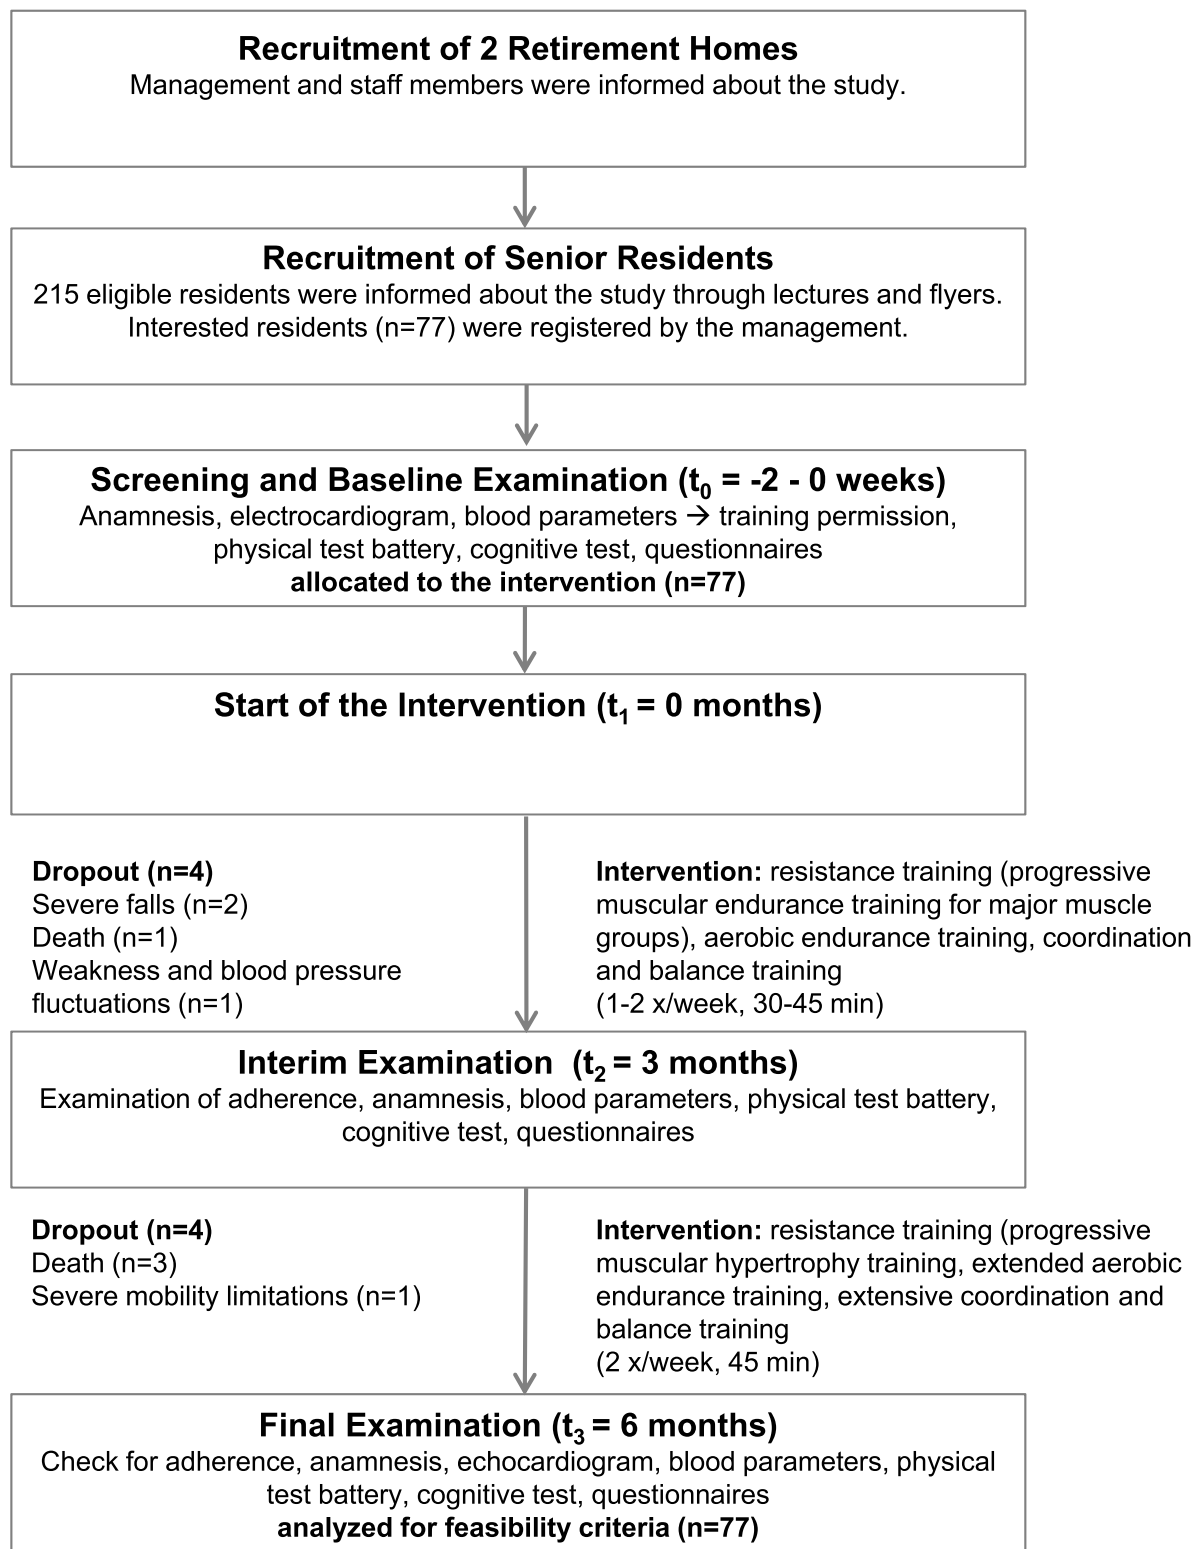 Recruitment of 2 Retirement Homes
Management and staff members were informed about the study.
Recruitment of Senior Residents
215 eligible residents were informed about the study through lectures and flyers.
Interested residents (n=77) were registered by the management.
Screening and Baseline Examination (t0 = -2 - 0 weeks)
Anamnesis, electrocardiogram, blood parameters → training permission,
physical test battery, cognitive test, questionnaires
allocated to the intervention (n=77)
Start of the Intervention (t1 = 0 months)
Dropout (n=4)
Severe falls (n=2)
Death (n=1)
Weakness and blood pressure
fluctuations (n=1)
Intervention: resistance training (progressive
muscular endurance training for major muscle
groups), aerobic endurance training, coordination
and balance training
(1-2 x/week, 30-45 min)
Interim Examination (t2 = 3 months)
Examination of adherence, anamnesis, blood parameters, physical test battery,
cognitive test, questionnaires
Dropout (n=4)
Death (n=3)
Severe mobility limitations (n=1)
Intervention: resistance training (progressive
muscular hypertrophy training, extended aerobic
endurance training, extensive coordination and
balance training
(2 x/week, 45 min)
Final Examination (t3 = 6 months)
Check for adherence, anamnesis, echocardiogram, blood parameters, physical
test battery, cognitive test, questionnaires
analyzed for feasibility criteria (n=77)